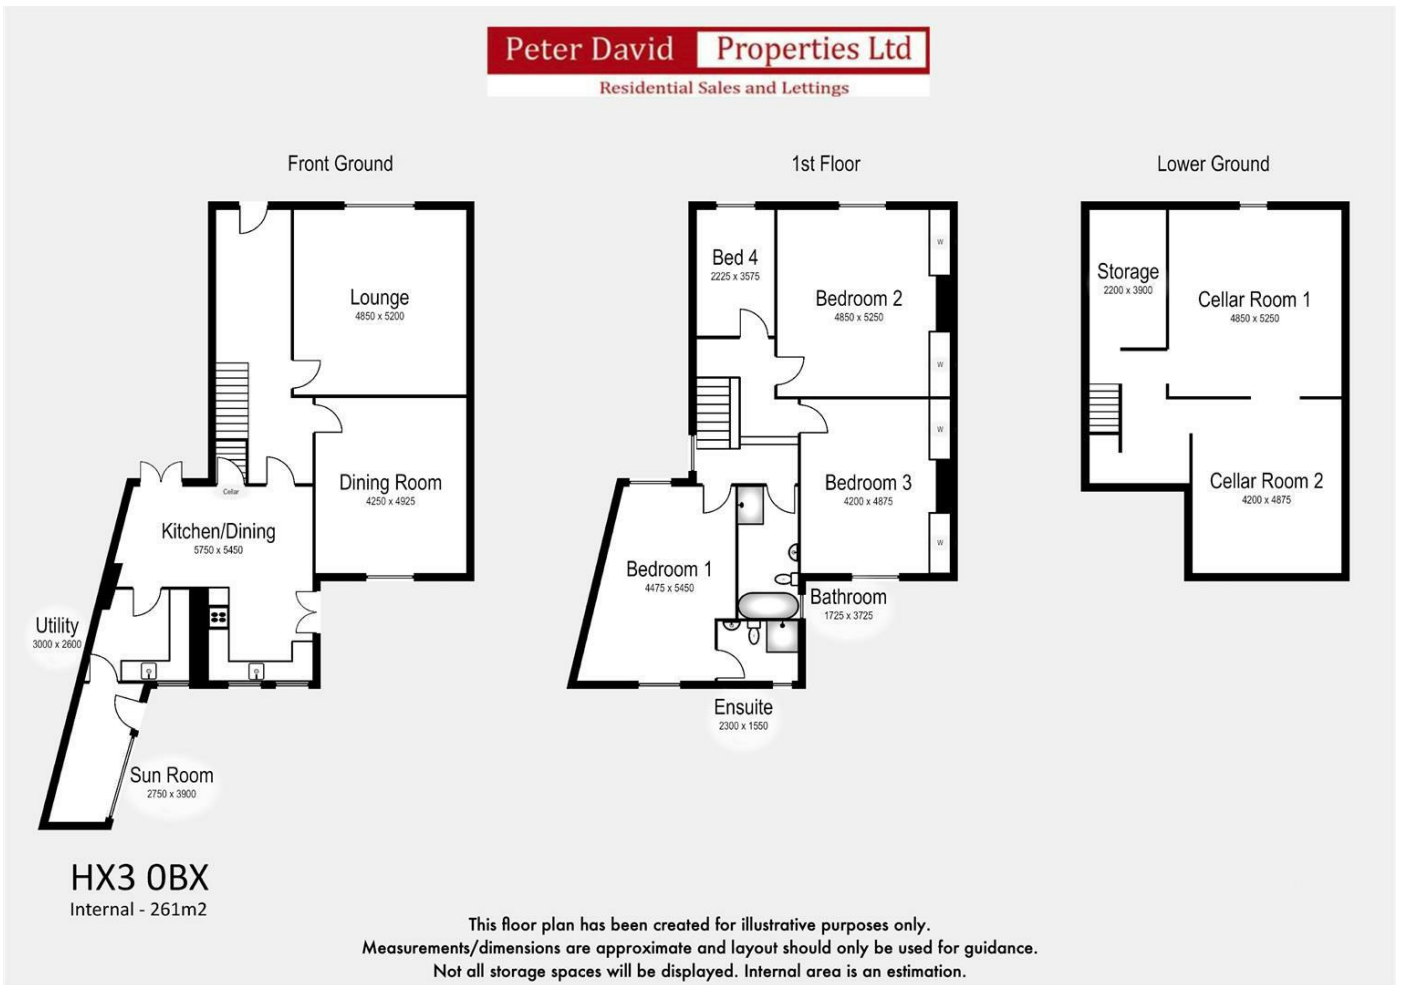 Peter David Properties Ltd
Residential Sales and Lettings
Front Ground
1st Floor
Lower Ground
Lounge
4850 x 5200
Dining Room
4250 x 4925
Cellar
Kitchen/Dining
5750 x 5450
Utility
3000 x 2600
Sun Room
2750 x 3900
Bed 4
2225 x 3575
Bedroom 2
4850 x 5250
W
W
W
W
Bedroom 3
4200 x 4875
Bedroom 1
4475 x 5450
Bathroom
1725 x 3725
Ensuite
2300 x 1550
Storage
2200 x 3900
Cellar Room 1
4850 x 5250
Cellar Room 2
4200 x 4875
HX3 0BX
Internal - 261m2
This floor plan has been created for illustrative purposes only.
Measurements/dimensions are approximate and layout should only be used for guidance.
Not all storage spaces will be displayed. Internal area is an estimation.